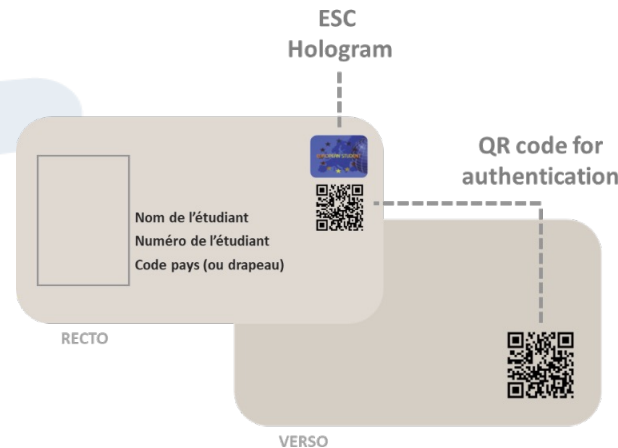 ESC
Hologram
QR code for
authentication
Nom de l'étudiant
Numéro de l'étudiant
Code pays (ou drapeau)
RECTO
VERSO